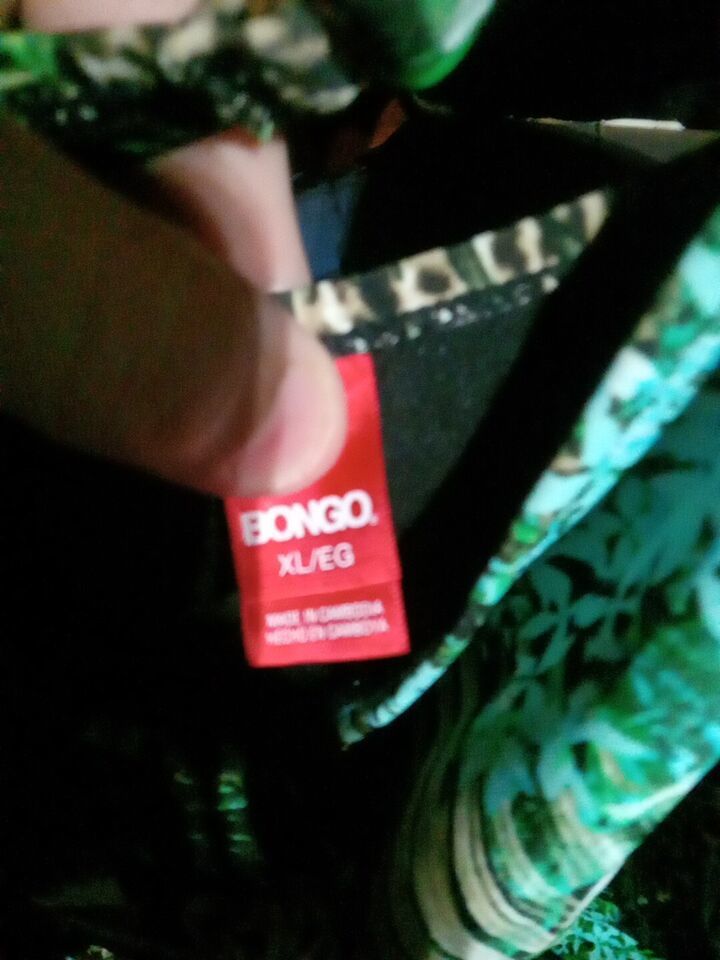 BONGO.
XL/EG
MADE IN CAMBODIA
HECHO EN CAMBOYA